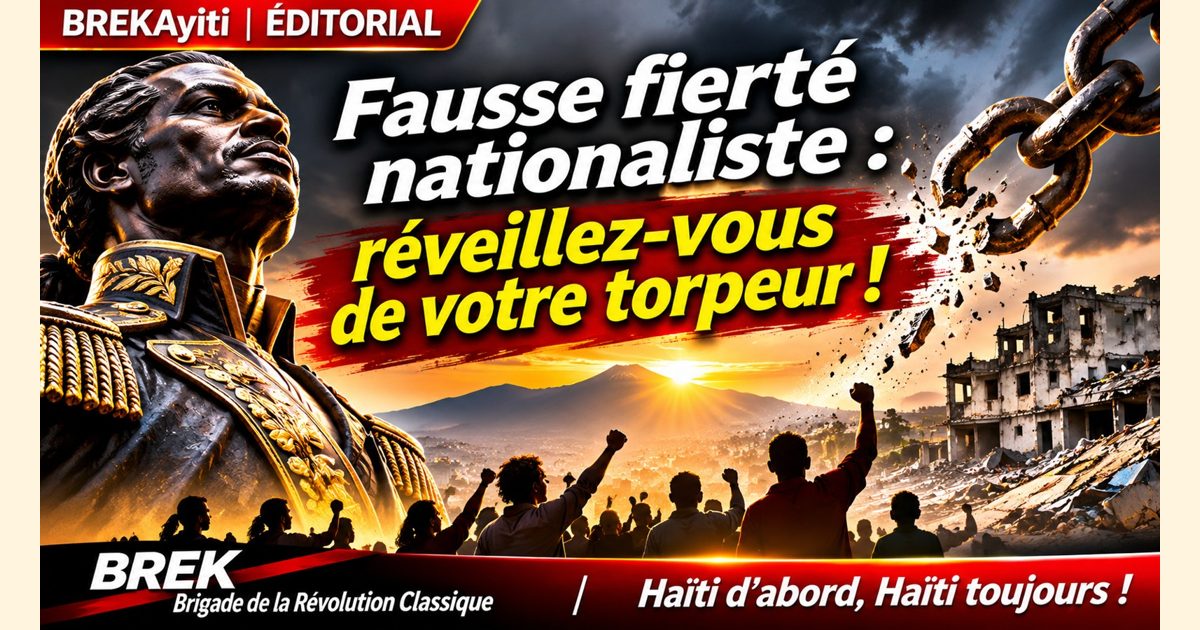 BREKAyiti | ÉDITORIAL
Fausse fierté
nationaliste :
réveillez-vous
de votre torpeur !
BREK
Brigade de la Révolution Classique
| Haïti d'abord, Haïti toujours !